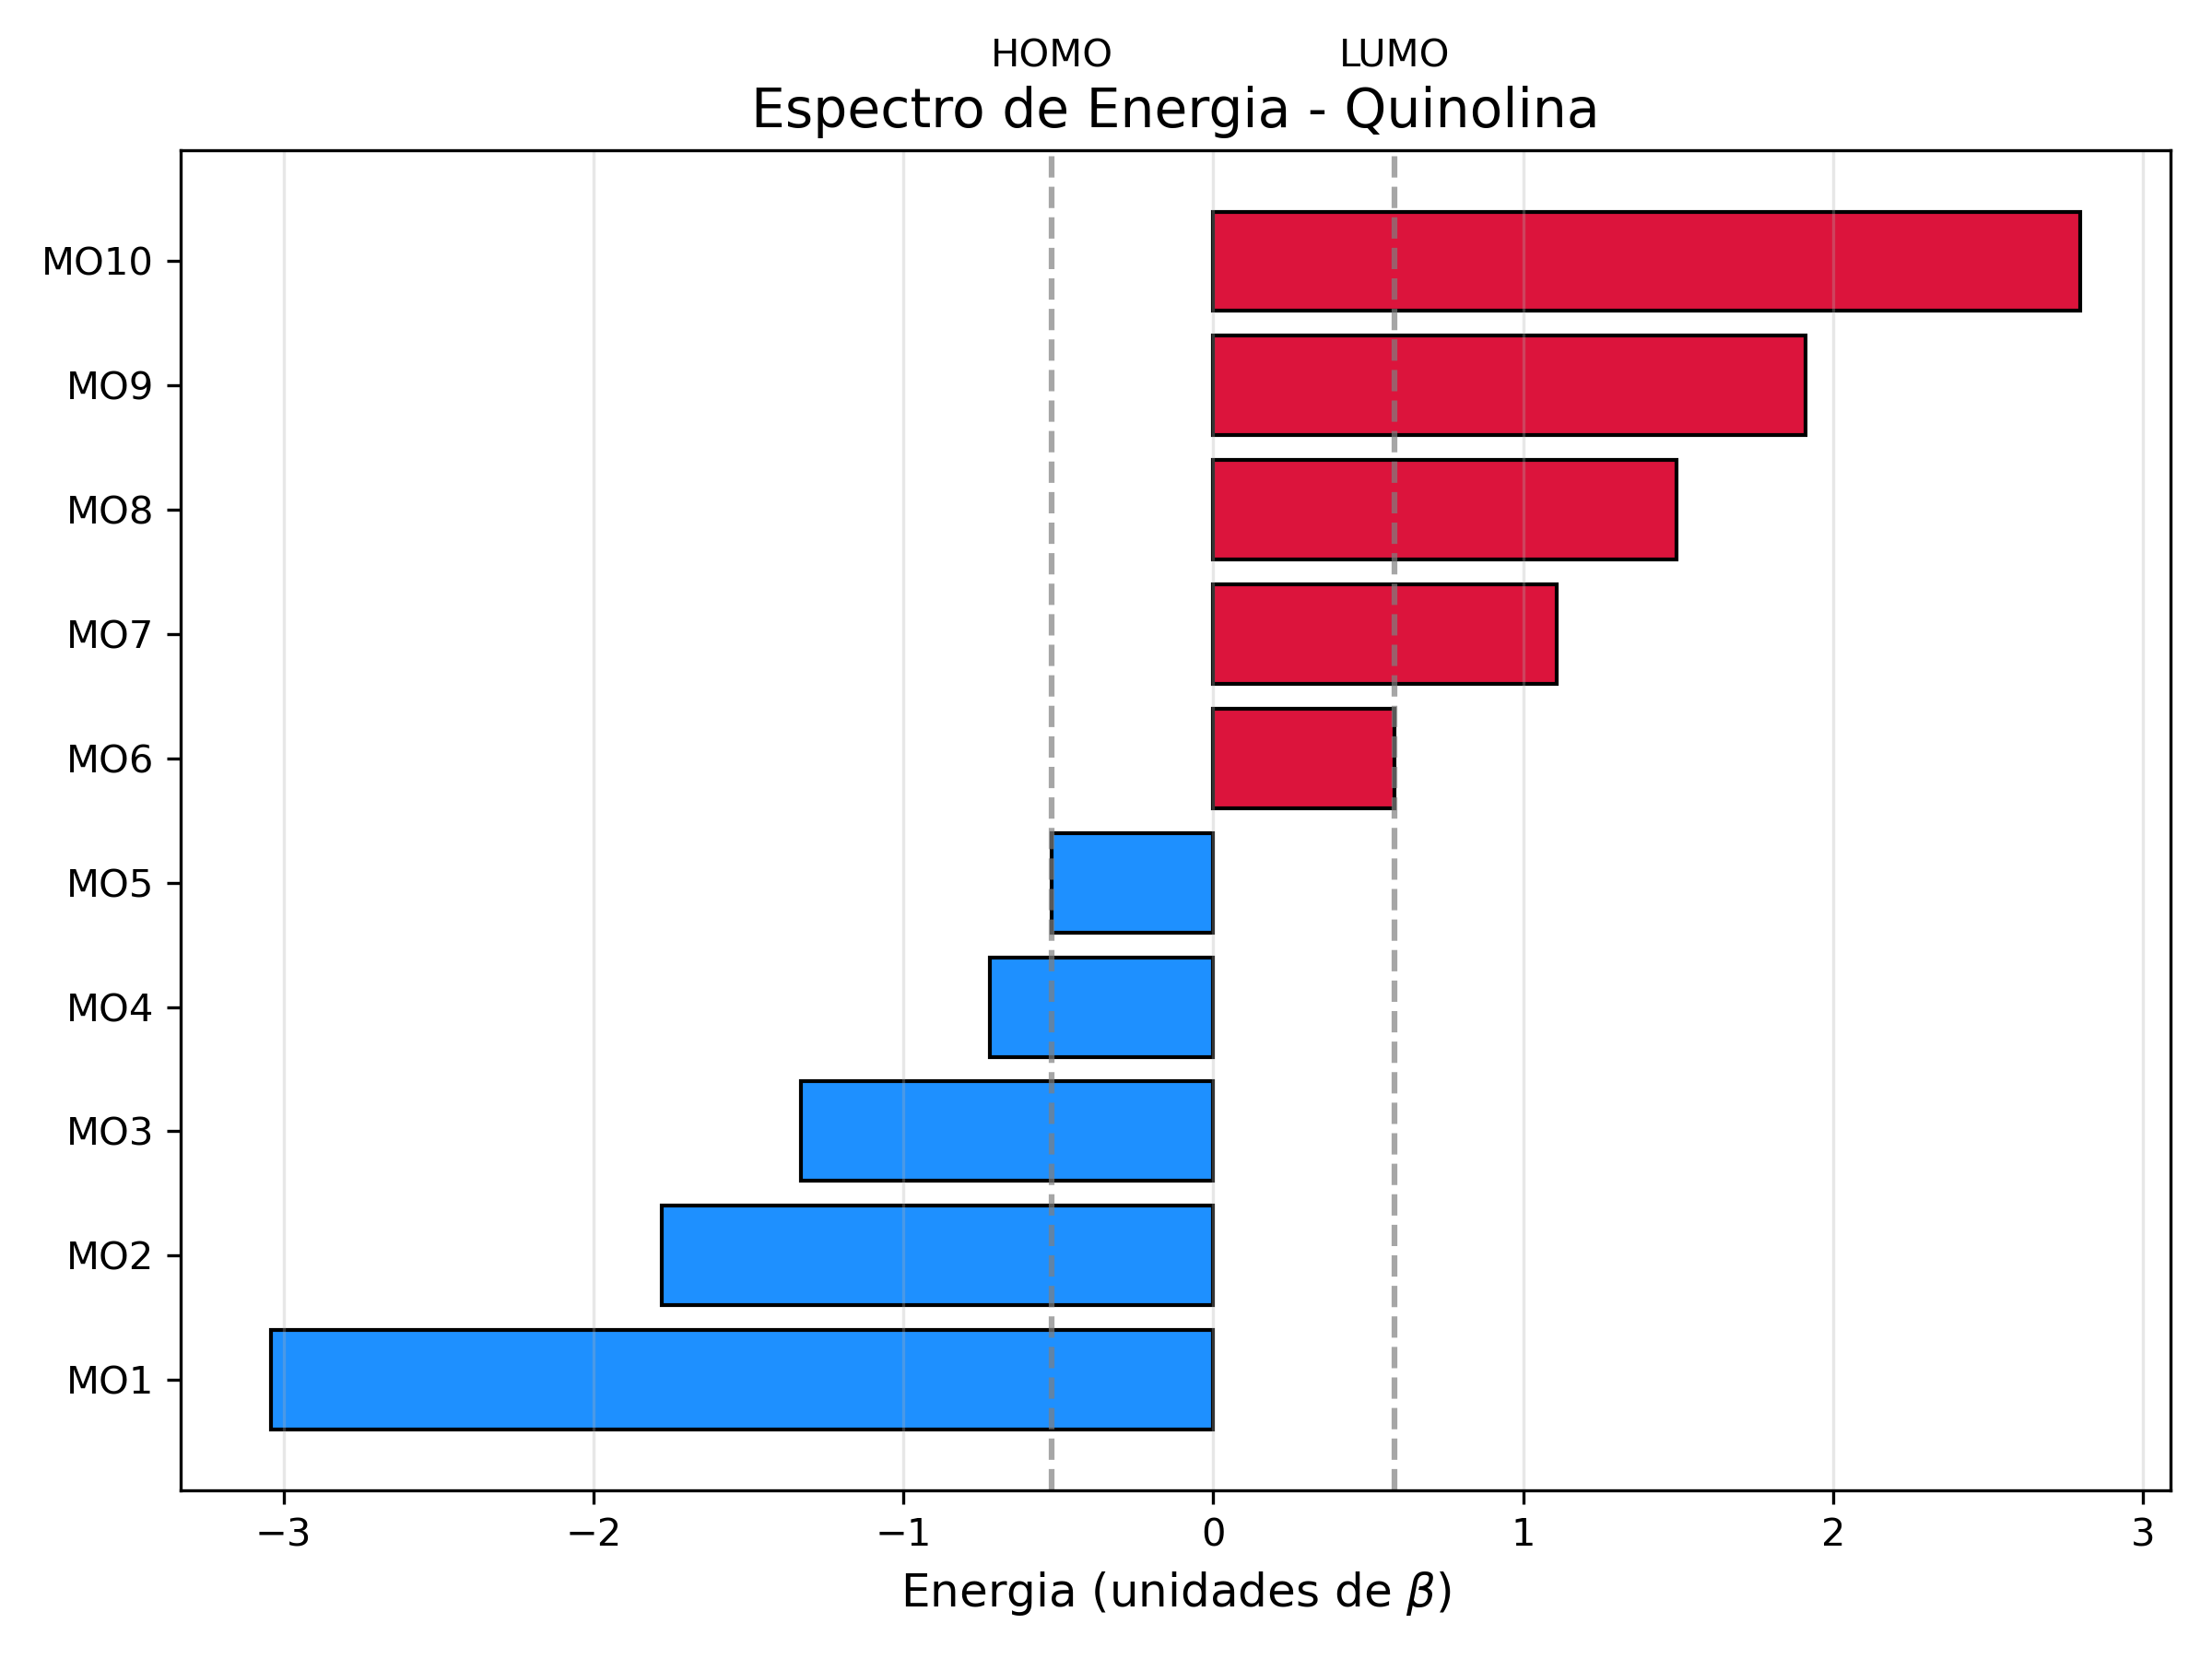 HOMO LUMO
Espectro de Energia - Quinolina
MO10
MO9
MO8
MO7
MO6
MO5
MO4
MO3
MO2
MO1
−3 −2 −1 0 1 2 3
Energia (unidades de β)